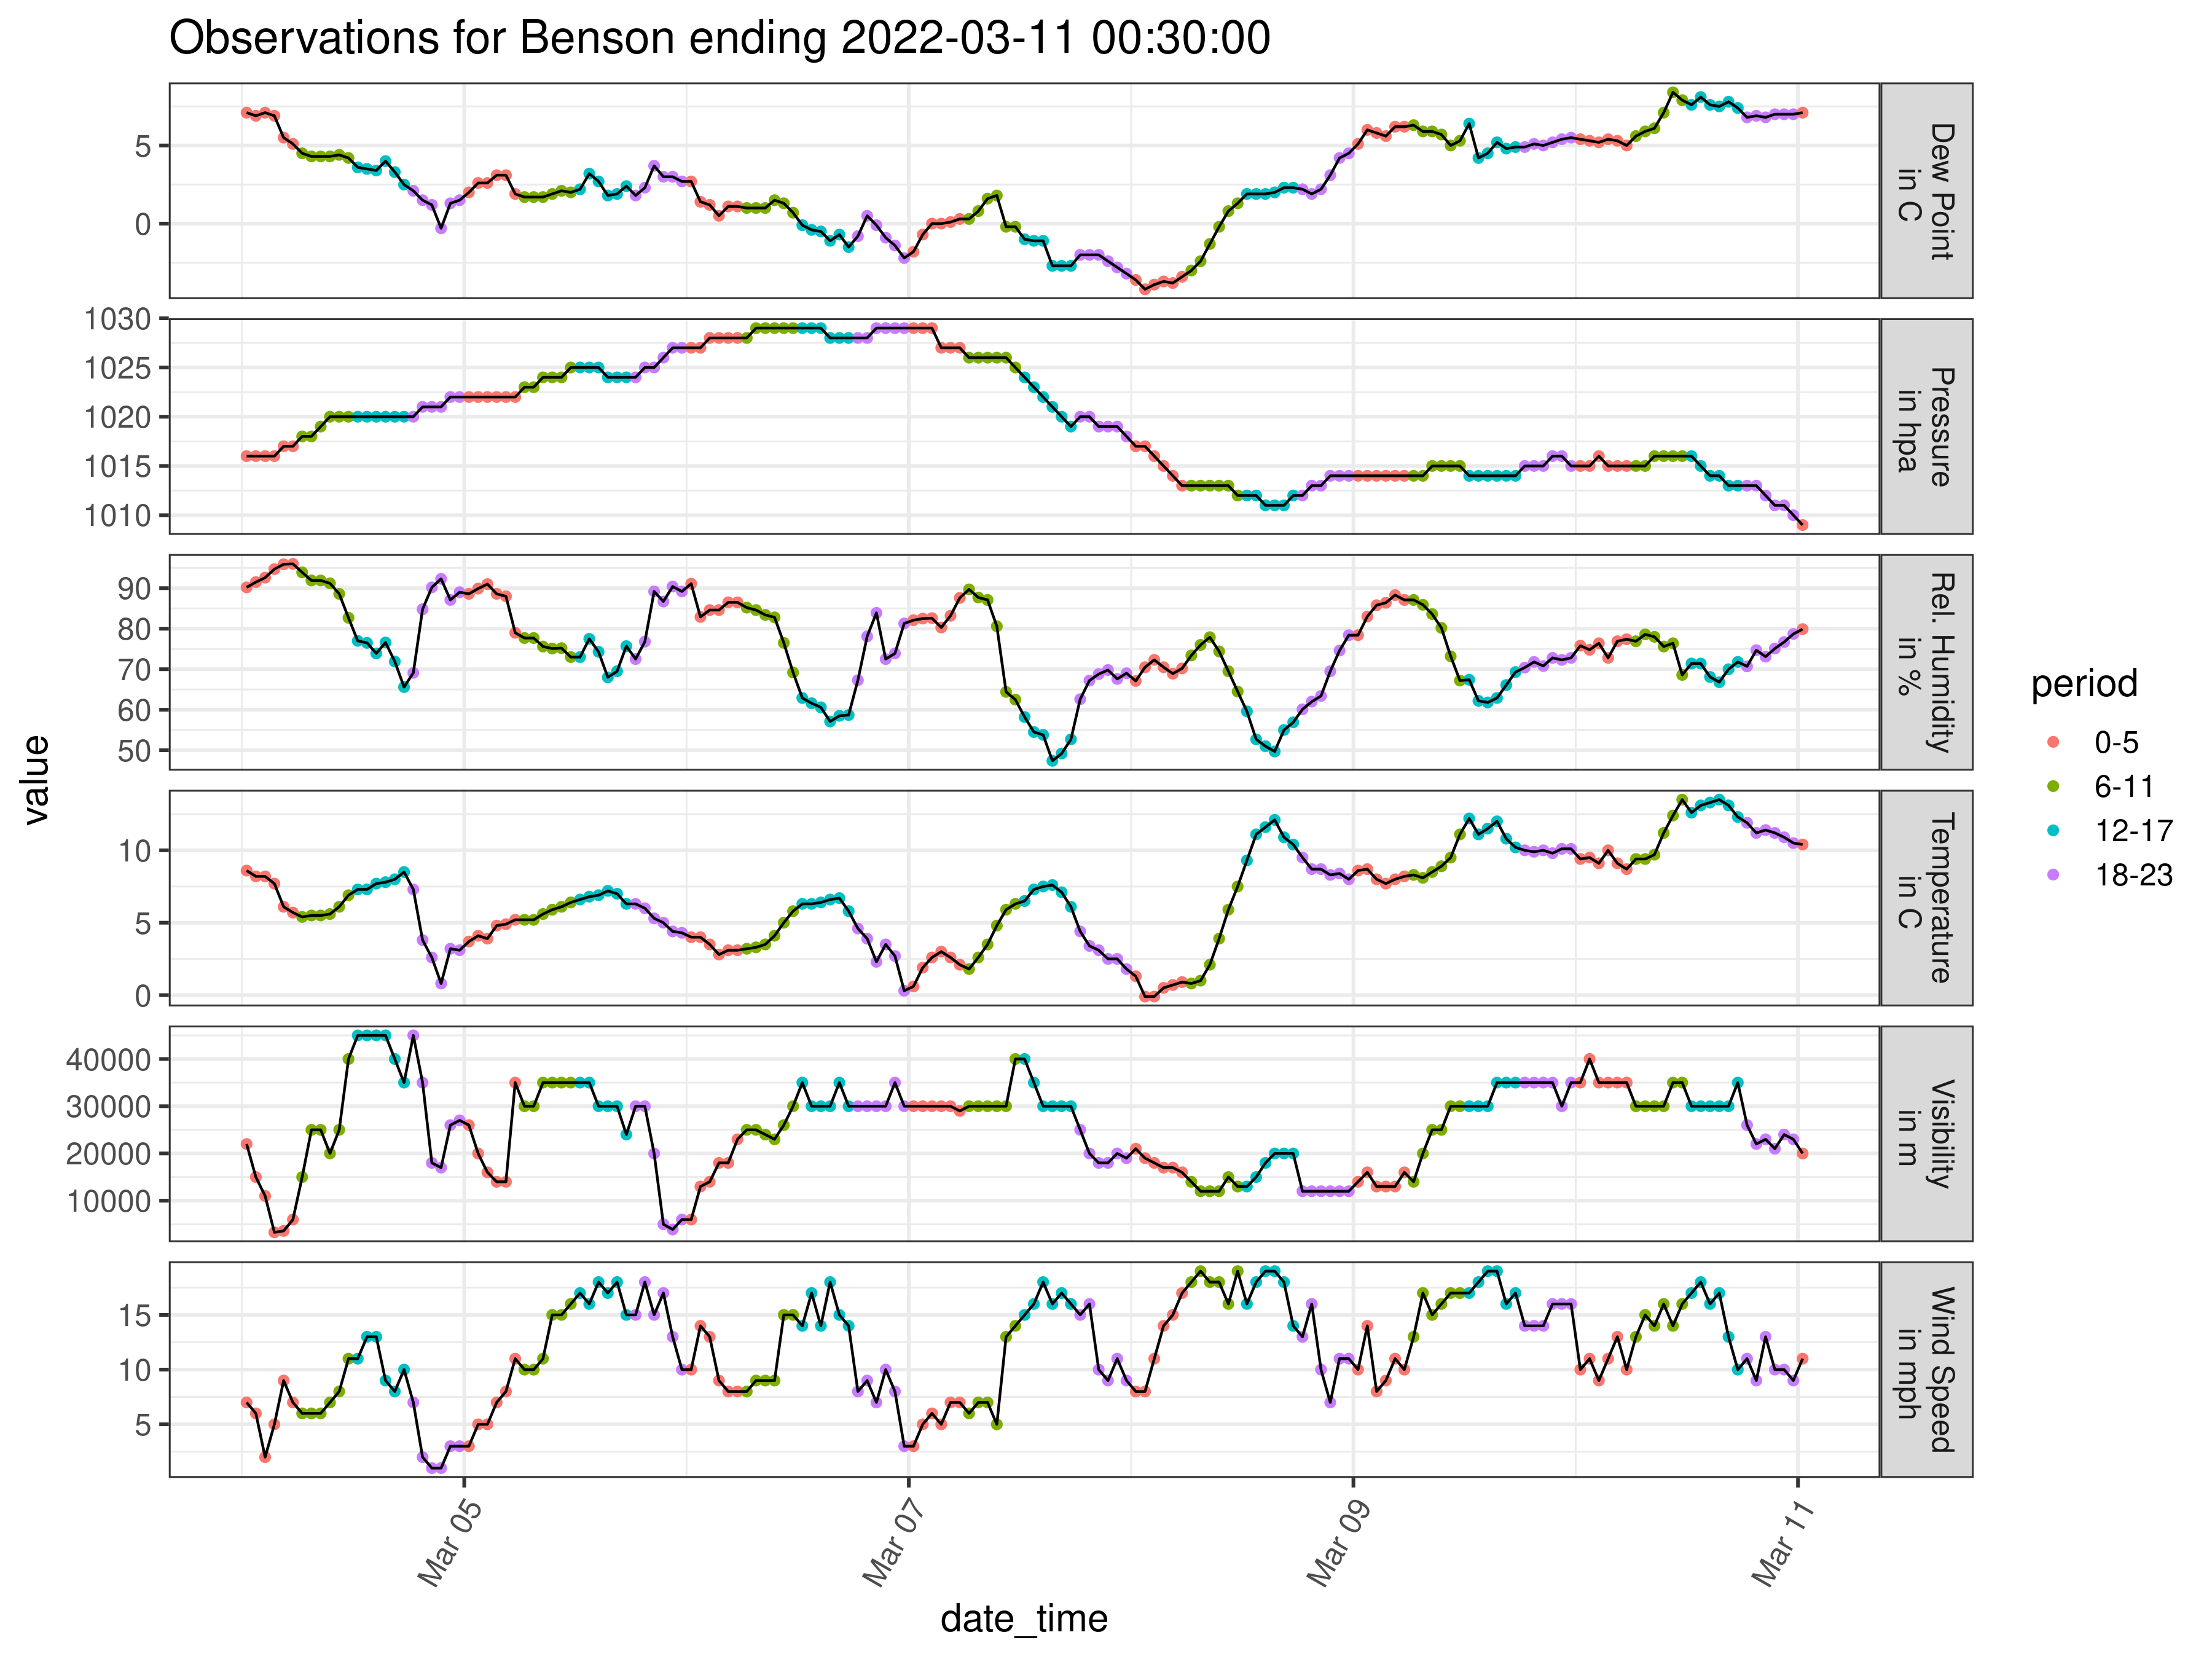 Observations for Benson ending 2022-03-11 00:30:00
value
5
0
Dew Point
in C
1030
1025
1020
1015
1010
Pressure
in hpa
90
80
70
60
50
Rel. Humidity
in %
10
5
0
Temperature
in C
40000
30000
20000
10000
Visibility
in m
15
10
5
Wind Speed
in mph
Mar 05
Mar 07
Mar 09
Mar 11
date_time
period
0-5
6-11
12-17
18-23